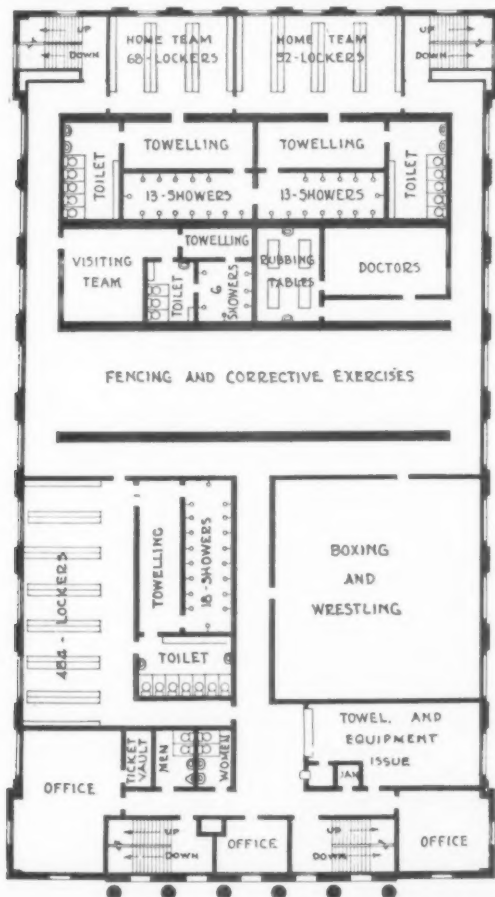 UP
DOWN
HOME TEAM
68-LOCKERS
HOME TEAM
52-LOCKERS
UP
DOWN
TOILET
TOWELLING
TOWELLING
TOILET
13-SHOWERS
13-SHOWERS
VISITING
TEAM
TOWELLING
TOILET
6
SHOWERS
RUBBING
TABLES
DOCTORS
FENCING AND CORRECTIVE EXERCISES
484-LOCKERS
TOWELLING
18-SHOWERS
TOILET
BOXING
AND
WRESTLING
TOWEL AND
EQUIPMENT
ISSUE
JAN
OFFICE
TICKET
VAULT
MEN
WOMEN
UP
DOWN
OFFICE
UP
DOWN
OFFICE